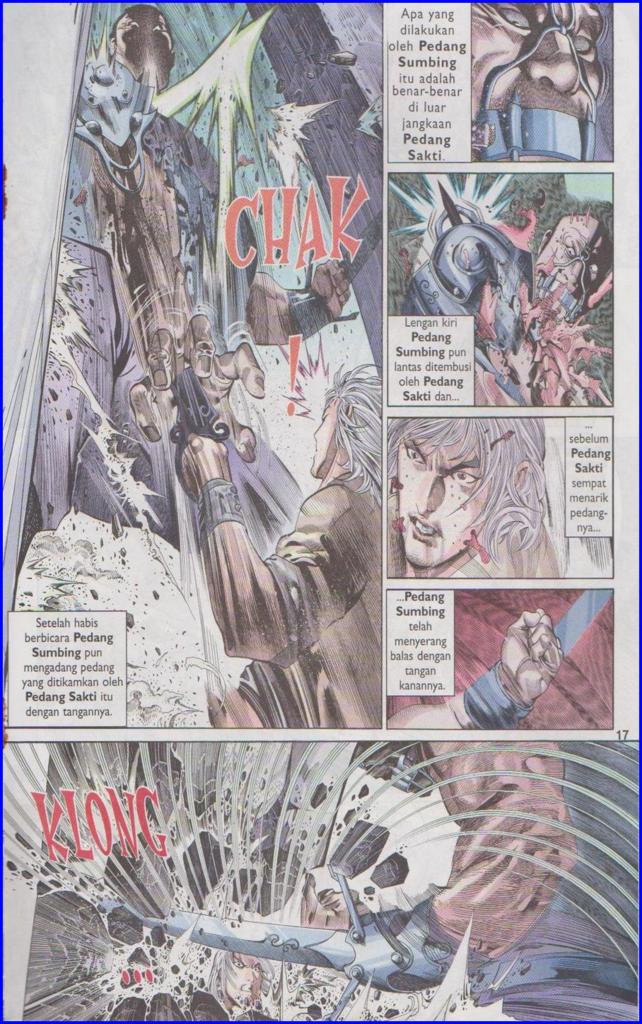 CHAK
!
Setelah habis
berbicara Pedang
Sumbing pun
mengadang pedang
yang ditikamkan oleh
Pedang Sakti itu
dengan tangannya.
Apa yang
dilakukan
oleh Pedang
Sumbing
itu adalah
benar-benar
di luar
jangkaan
Pedang
Sakti.
Lengan kiri
Pedang
Sumbing pun
lantas ditembusi
oleh Pedang
Sakti dan...
...
sebelum
Pedang
Sakti
sempat
menarik
pedang-
nya...
...Pedang
Sumbing
telah
menyerang
balas dengan
tangan
kanannya.
17
KLONG
...